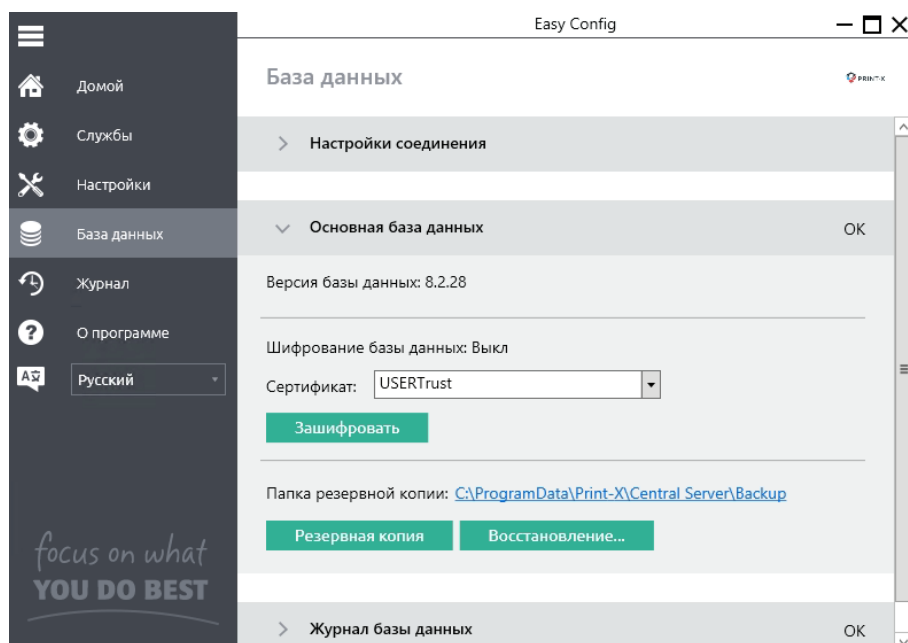 Easy Config
База данных
PRINT-X
Домой
Службы
Настройки
База данных
Журнал
О программе
Русский
focus on what
YOU DO BEST
Настройки соединения
Основная база данных OK
Версия базы данных: 8.2.28
Шифрование базы данных: Выкл
Сертификат: USERTrust
Зашифровать
Папка резервной копии: C:\ProgramData\Print-X\Central Server\Backup
Резервная копия Восстановление...
Журнал базы данных OK